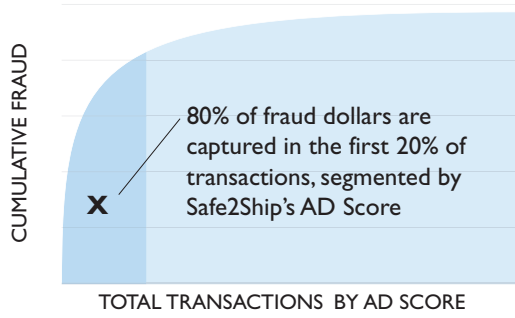 CUMULATIVE FRAUD
80% of fraud dollars are
captured in the first 20% of
transactions, segmented by
Safe2Ship's AD Score
X
TOTAL TRANSACTIONS BY AD SCORE